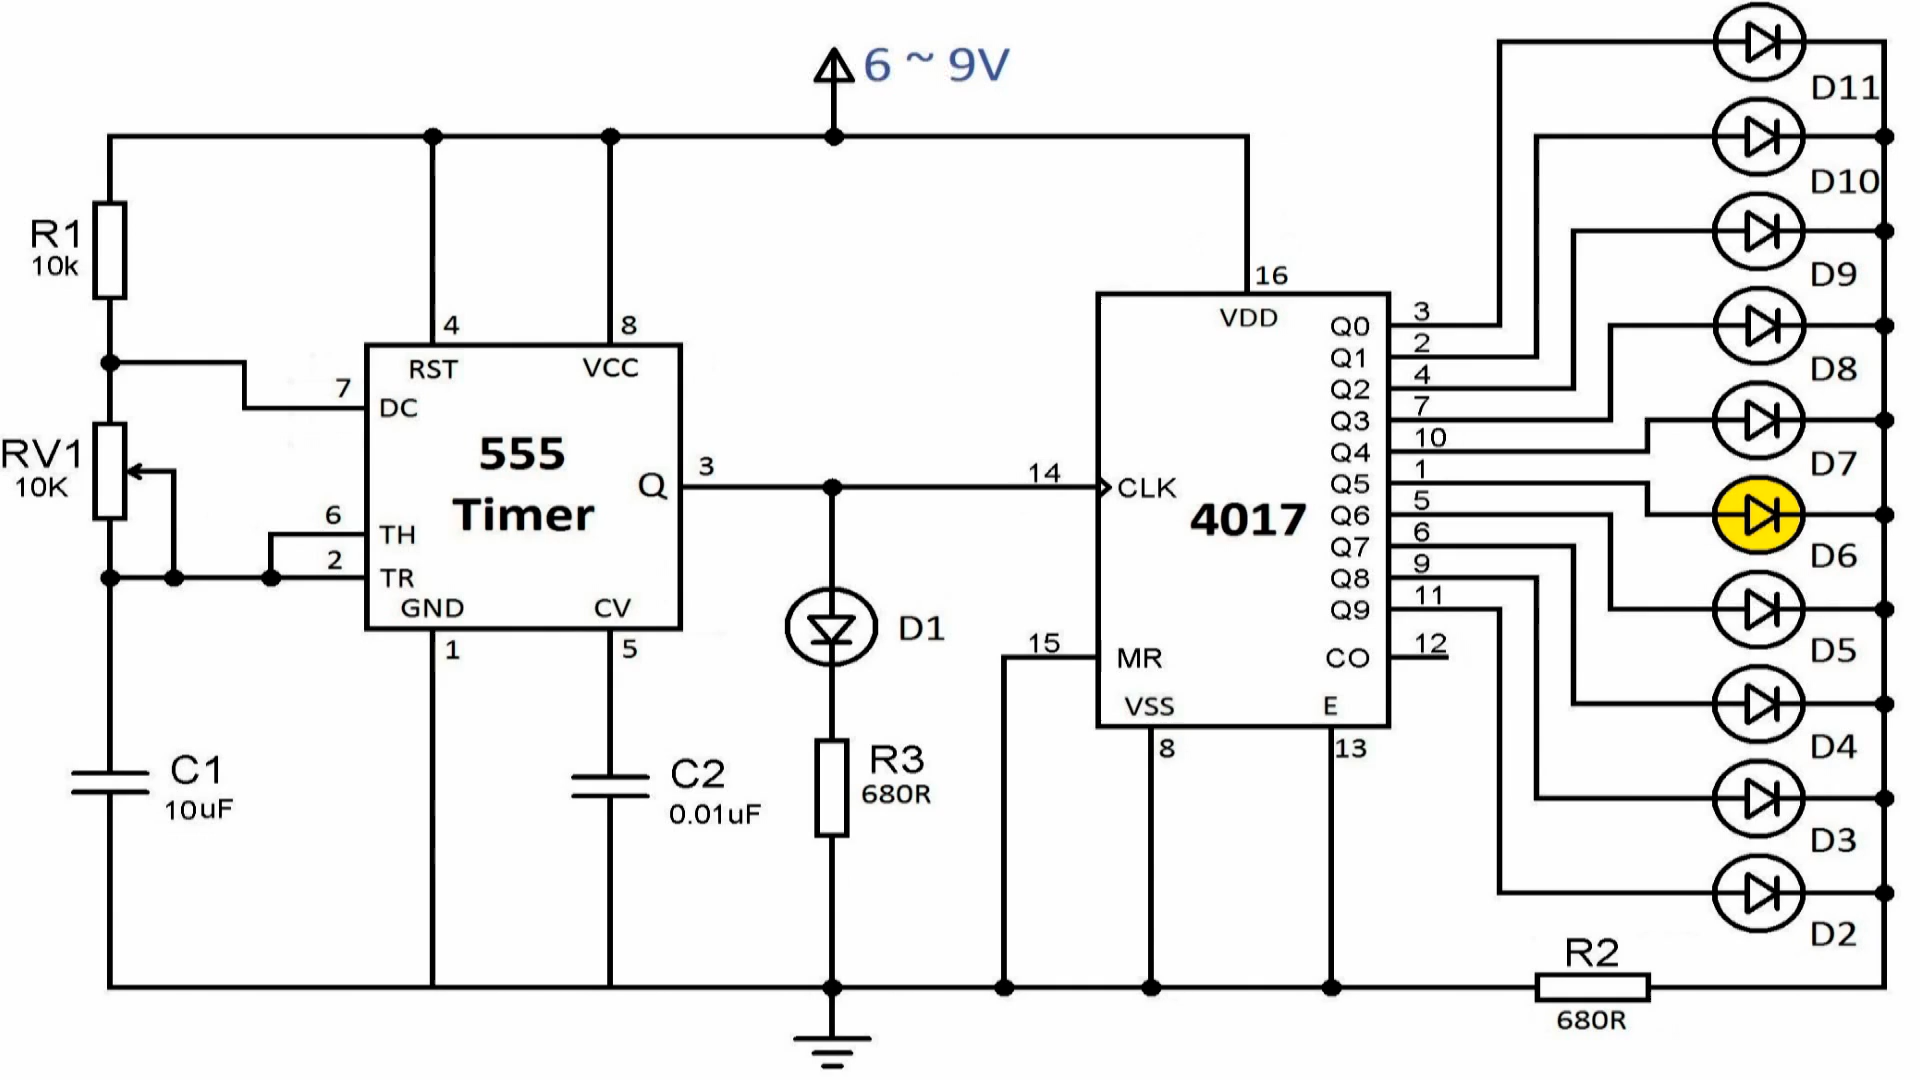 6 ~ 9V
R1
10k
RV1
10K
C1
10uF
4
8
RST
VCC
7
DC
555
Timer
Q
3
6
TH
2
TR
GND
CV
1
5
C2
0.01uF
D1
R3
680R
16
VDD
14
CLK
4017
15
MR
VSS
E
8
13
Q0
3
Q1
2
Q2
4
Q3
7
Q4
10
Q5
1
Q6
5
Q7
6
Q8
9
Q9
11
CO
12
D11
D10
D9
D8
D7
D6
D5
D4
D3
D2
R2
680R